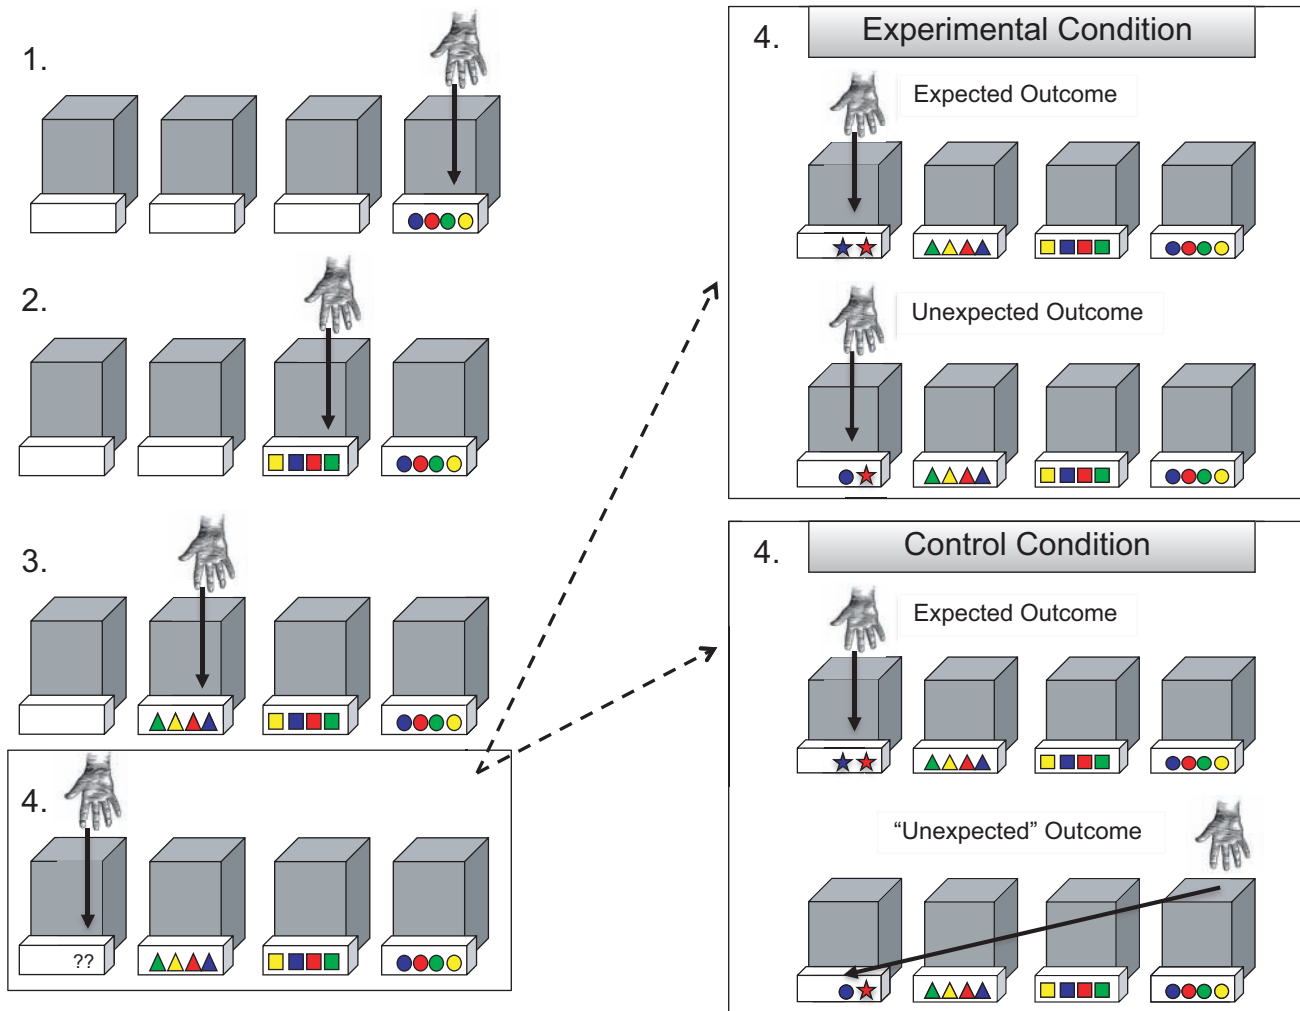 1.
2.
3.
4.
??
4.
Experimental Condition
Expected Outcome
Unexpected Outcome
4.
Control Condition
Expected Outcome
“Unexpected” Outcome